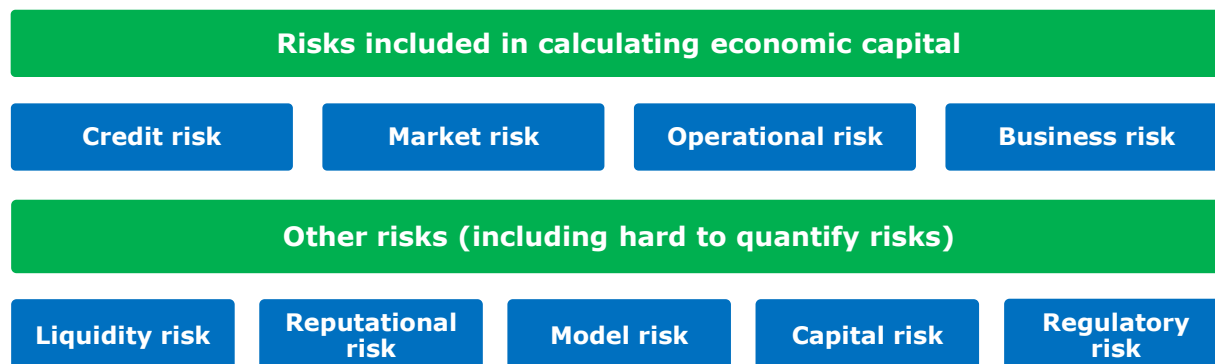 Risks included in calculating economic capital
Credit risk
Market risk
Operational risk
Business risk
Other risks (including hard to quantify risks)
Liquidity risk
Reputational
risk
Model risk
Capital risk
Regulatory
risk